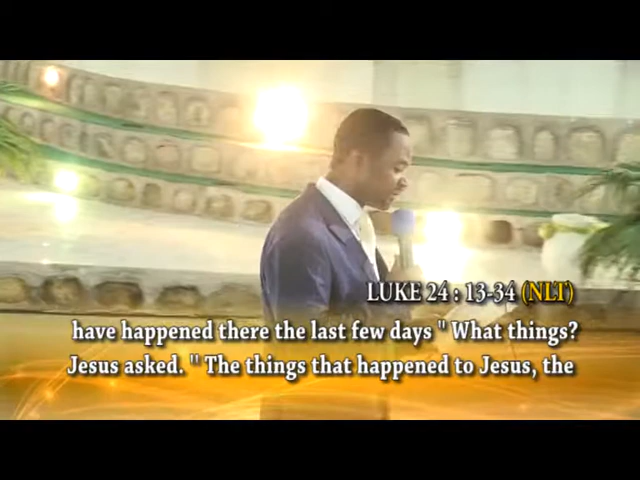 LUKE 24 : 13-34 (NLT)
have happened there the last few days " What things?
Jesus asked. " The things that happened to Jesus, the